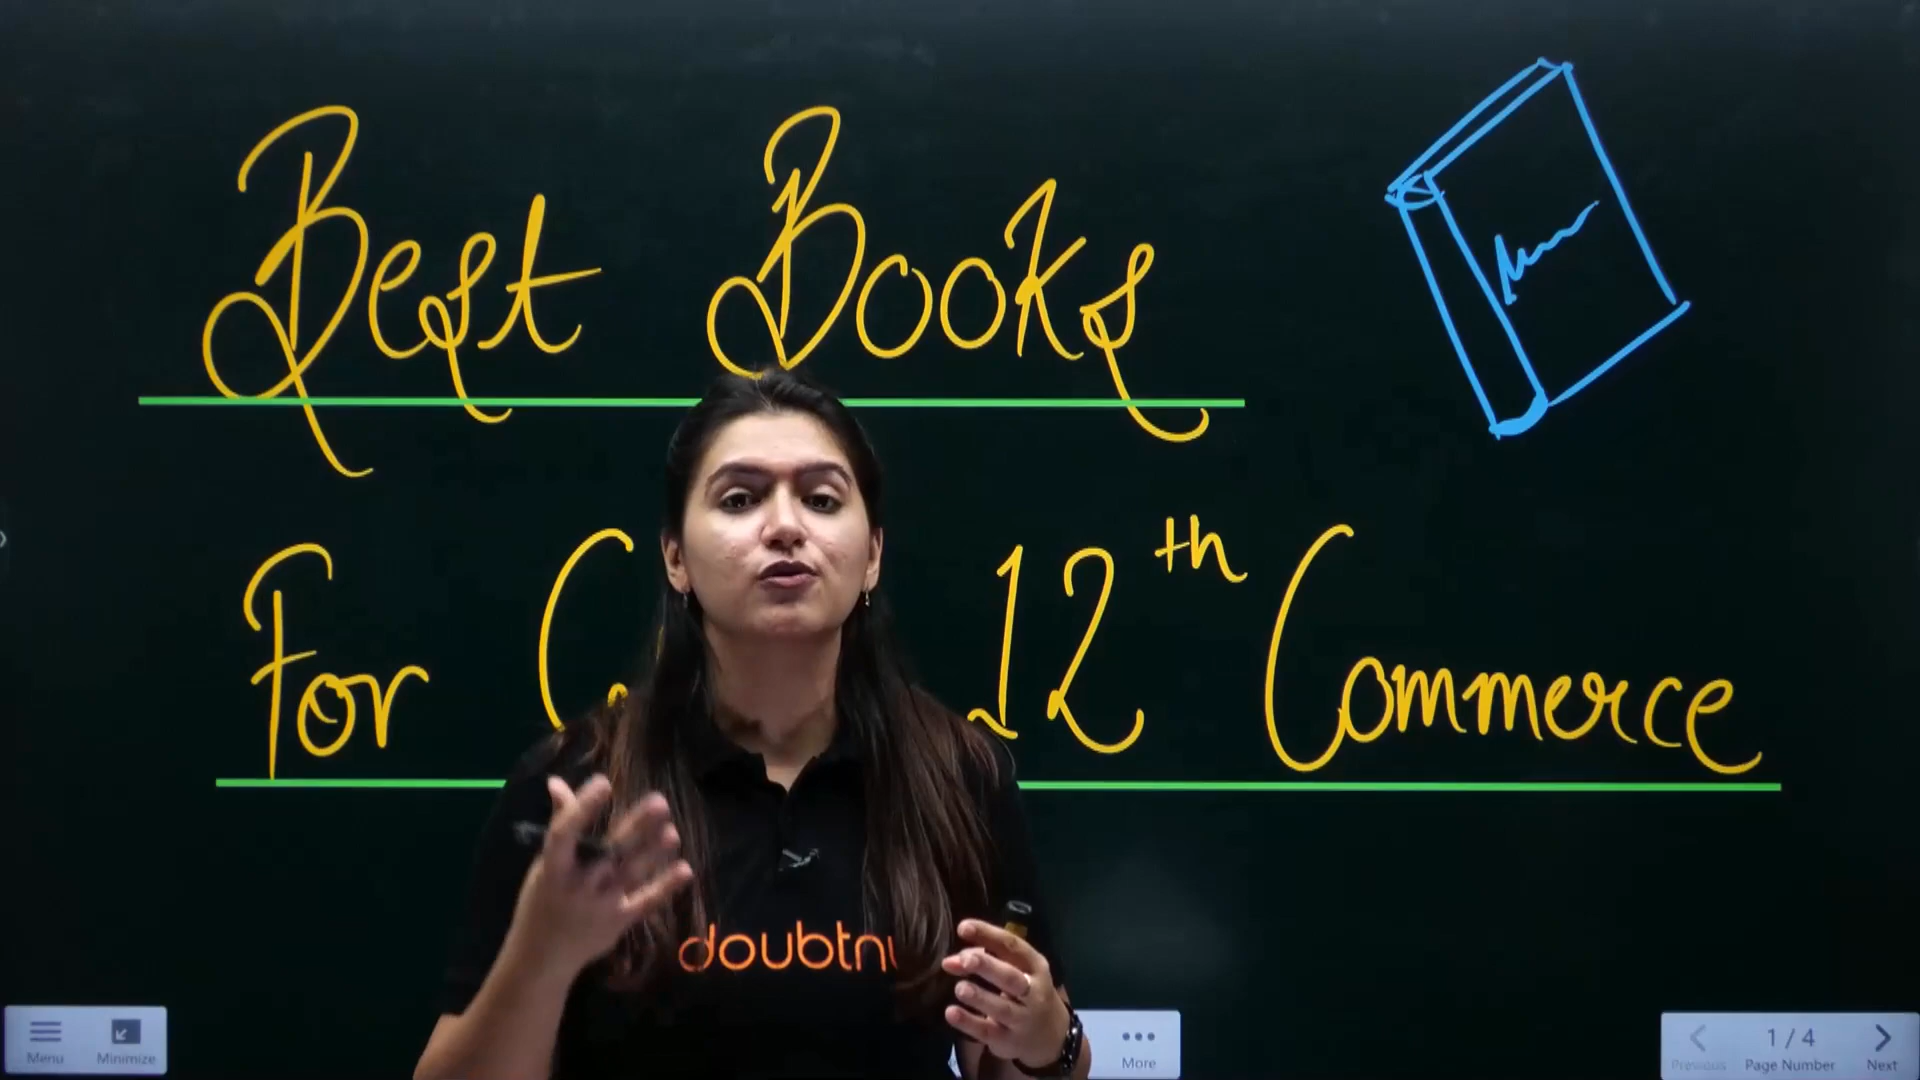 Best Books
For 12th Commerce
doubtn
Menu
Minimize
More
Previous
1 / 4
Page Number
Next